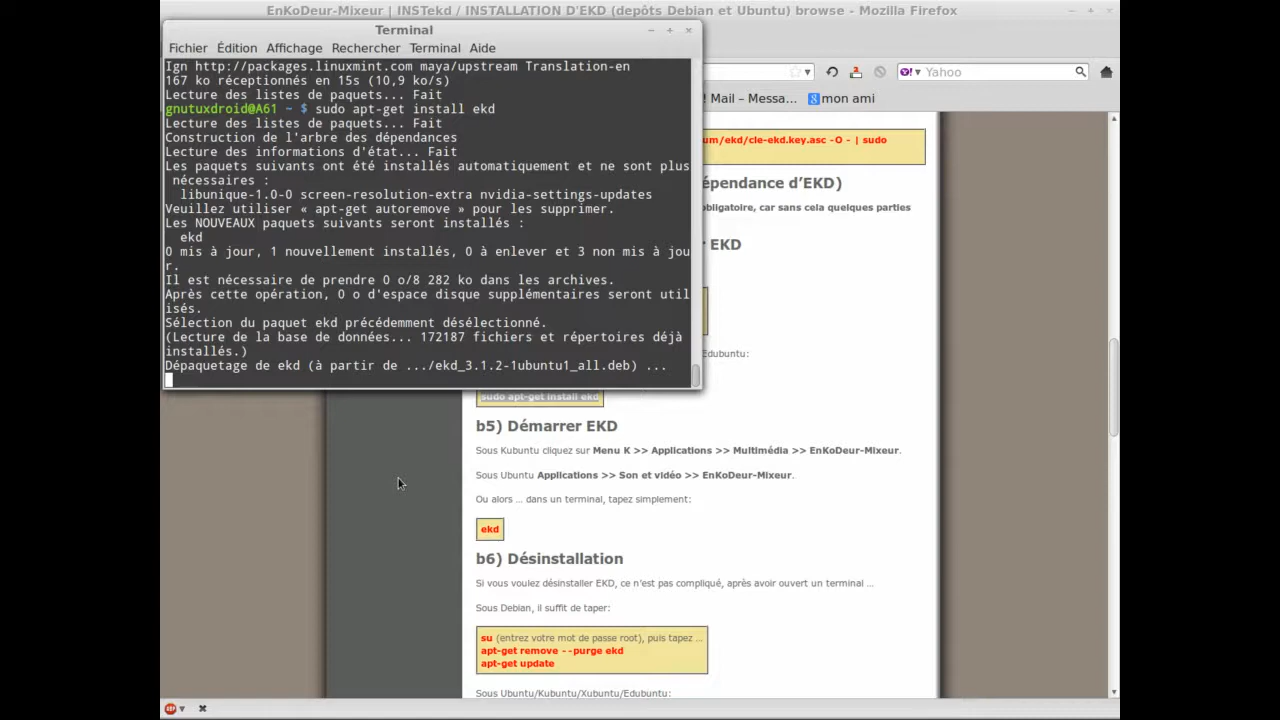 EnKoDeur-Mixeur | INSTekd / INSTALLATION D'EKD (depôts Debian et Ubuntu) browse - Mozilla Firefox
Terminal
Fichier Édition Affichage Rechercher Terminal Aide
Ign http://packages.linuxmint.com maya/upstream Translation-en
167 ko réceptionnés en 15s (10,9 ko/s)
Lecture des listes de paquets... Fait
gnutuxdroid@A61 ~ $ sudo apt-get install ekd
Lecture des listes de paquets... Fait
Construction de l'arbre des dépendances
Lecture des informations d'état... Fait
Les paquets suivants ont été installés automatiquement et ne sont plus
nécessaires :
libunique-1.0-0 screen-resolution-extra nvidia-settings-updates
Veuillez utiliser « apt-get autoremove » pour les supprimer.
Les NOUVEAUX paquets suivants seront installés :
ekd
0 mis à jour, 1 nouvellement installés, 0 à enlever et 3 non mis à jou
r.
Il est nécessaire de prendre 0 o/8 282 ko dans les archives.
Après cette opération, 0 o d'espace disque supplémentaires seront util
isés.
Sélection du paquet ekd précédemment désélectionné.
(Lecture de la base de données... 172187 fichiers et répertoires déjà
installés.)
Dépaquetage de ekd (à partir de .../ekd_3.1.2-1ubuntu1_all.deb) ...
Yahoo
! Mail – Messa... mon ami
um/ekd/cle-ekd.key.asc -O - | sudo
épendance d'EKD)
obligatoire, car sans cela quelques parties
r EKD
Edubuntu:
sudo apt-get install ekd
b5) Démarrer EKD
Sous Kubuntu cliquez sur Menu K >> Applications >> Multimédia >> EnKoDeur-Mixeur.
Sous Ubuntu Applications >> Son et vidéo >> EnKoDeur-Mixeur.
Ou alors ... dans un terminal, tapez simplement:
ekd
b6) Désinstallation
Si vous voulez désinstaller EKD, ce n'est pas compliqué, après avoir ouvert un terminal ...
Sous Debian, il suffit de taper:
su (entrez votre mot de passe root), puis tapez ...
apt-get remove --purge ekd
apt-get update
Sous Ubuntu/Kubuntu/Xubuntu/Edubuntu: